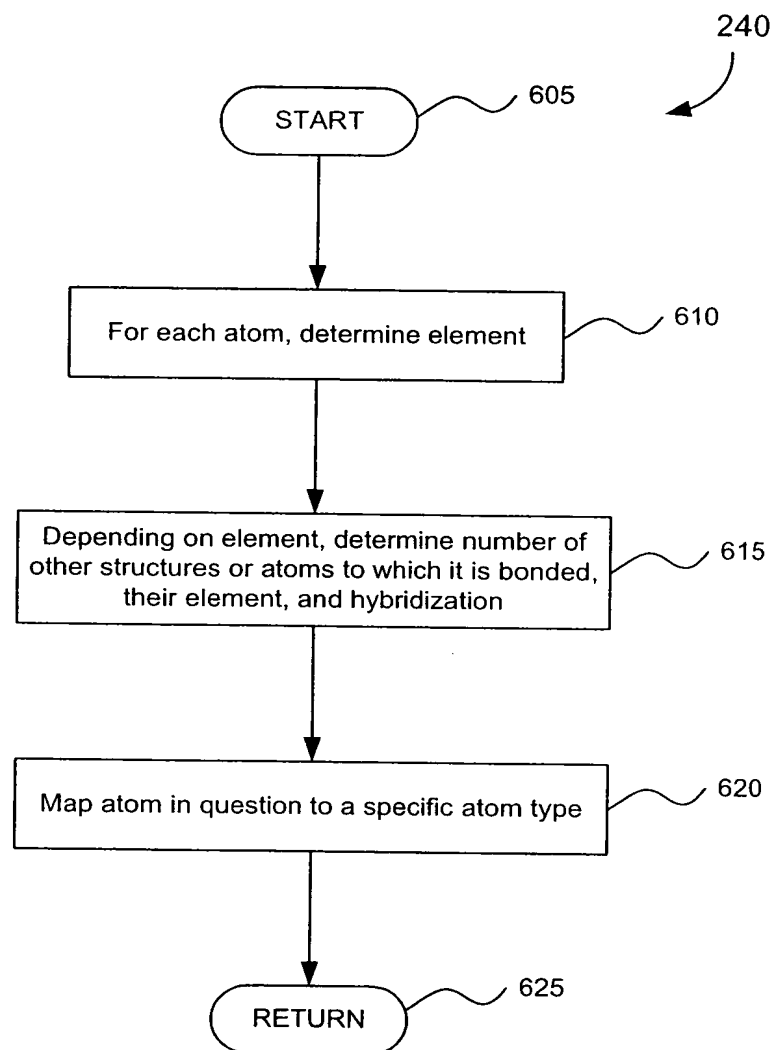 240
START
605
For each atom, determine element
610
Depending on element, determine number of
other structures or atoms to which it is bonded,
their element, and hybridization
615
Map atom in question to a specific atom type
620
RETURN
625